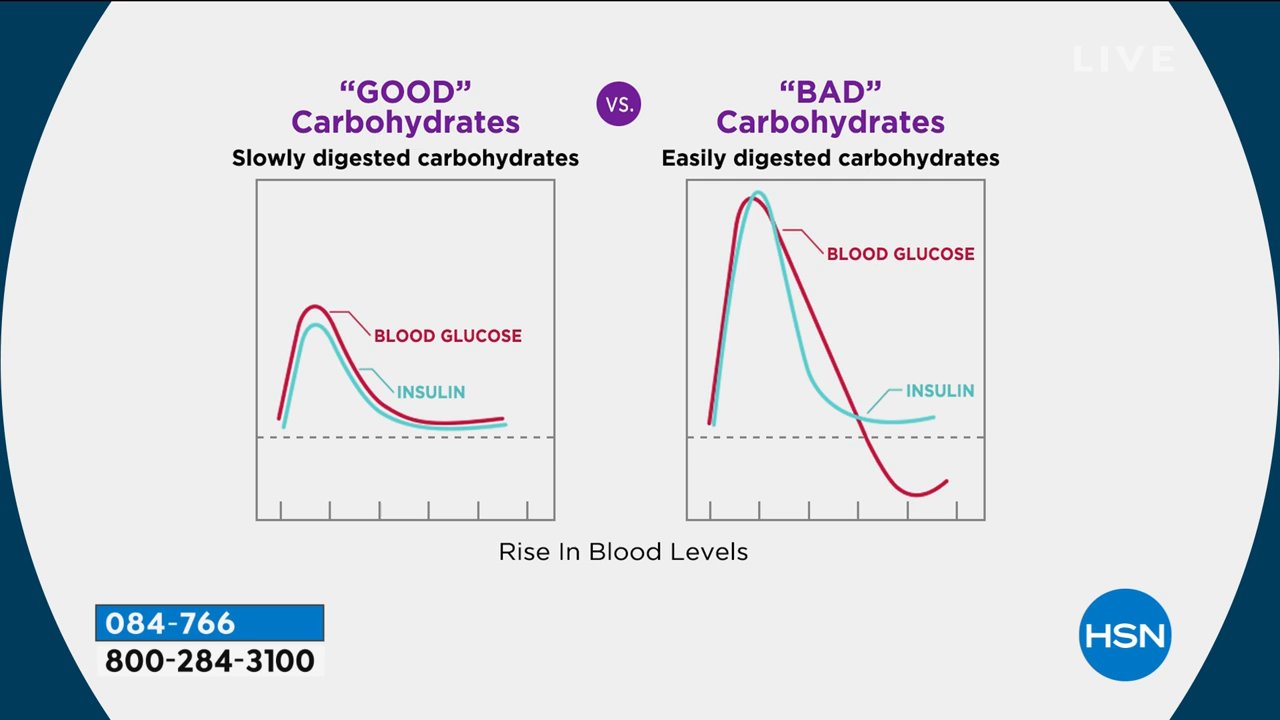 LIVE
“GOOD”
Carbohydrates
Slowly digested carbohydrates
VS.
“BAD”
Carbohydrates
Easily digested carbohydrates
BLOOD GLUCOSE
INSULIN
BLOOD GLUCOSE
INSULIN
Rise In Blood Levels
084-766
800-284-3100
HSN